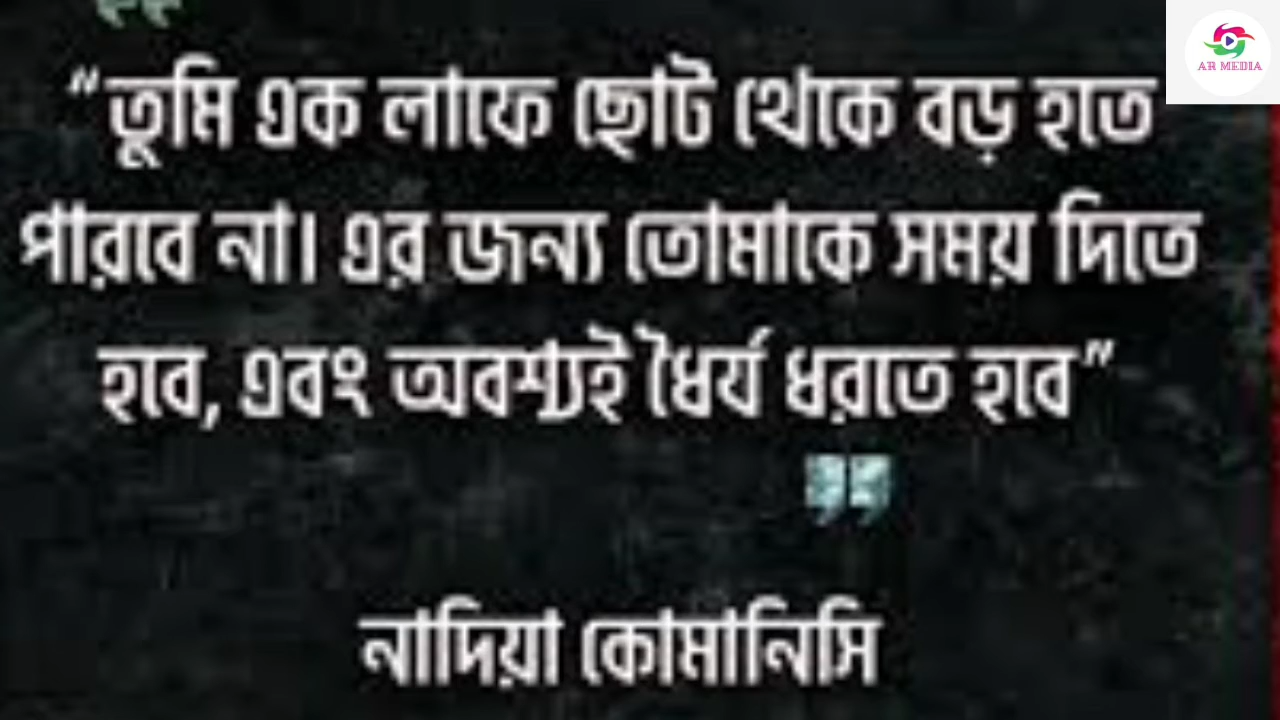 AR MEDIA
“তুমি এক লাফে ছোট থেকে বড় হতে
পারবে না। এর জন্য তোমাকে সময় দিতে
হবে, এবং অবশ্যই ধৈর্য ধরতে হবে”
”
নাদিয়া কোমানিসি